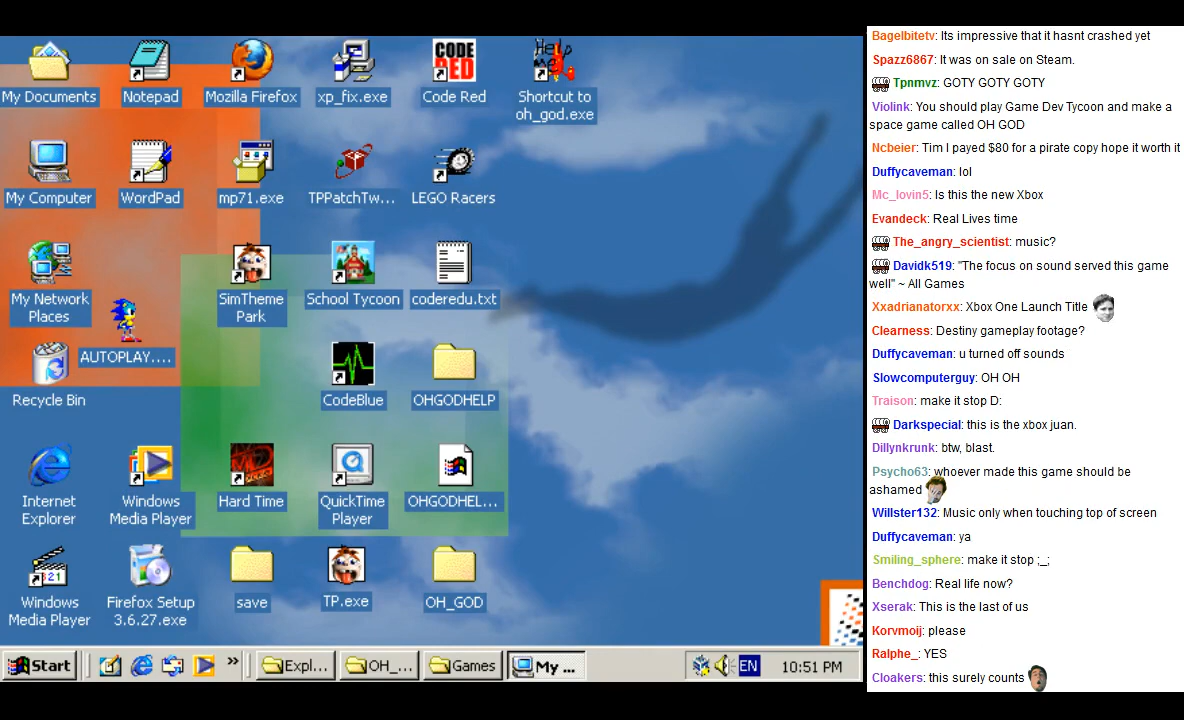 My Documents
Notepad
Mozilla Firefox
xp_fix.exe
CODE
RED
Code Red
Help
me
Shortcut to
oh_god.exe
My Computer
WordPad
mp71.exe
TPPatchTw...
LEGO Racers
My Network
Places
AUTOPLAY....
SimTheme
Park
School Tycoon
coderedu.txt
Recycle Bin
CodeBlue
OHGODHELP
Internet
Explorer
Windows
Media Player
Hard Time
QuickTime
Player
OHGODHEL...
321
Windows
Media Player
Firefox Setup
3.6.27.exe
save
TP.exe
OH_GOD
Start
»
Expl...
OH_...
Games
My ...
EN
10:51 PM
Bagelbitetv: Its impressive that it hasnt crashed yet
Spazz6867: It was on sale on Steam.
Tpnmvz: GOTY GOTY GOTY
Violink: You should play Game Dev Tycoon and make a
space game called OH GOD
Ncbeier: Tim I payed $80 for a pirate copy hope it worth it
Duffycaveman: lol
Mc_lovin5: Is this the new Xbox
Evandeck: Real Lives time
The_angry_scientist: music?
Davidk519: "The focus on sound served this game
well" ~ All Games
Xxadrianatorxx: Xbox One Launch Title
Clearness: Destiny gameplay footage?
Duffycaveman: u turned off sounds
Slowcomputerguy: OH OH
Traison: make it stop D:
Darkspecial: this is the xbox juan.
Dillynkrunk: btw, blast.
Psycho63: whoever made this game should be
ashamed
Willster132: Music only when touching top of screen
Duffycaveman: ya
Smiling_sphere: make it stop ;_;
Benchdog: Real life now?
Xserak: This is the last of us
Korvmoij: please
Ralphe_: YES
Cloakers: this surely counts